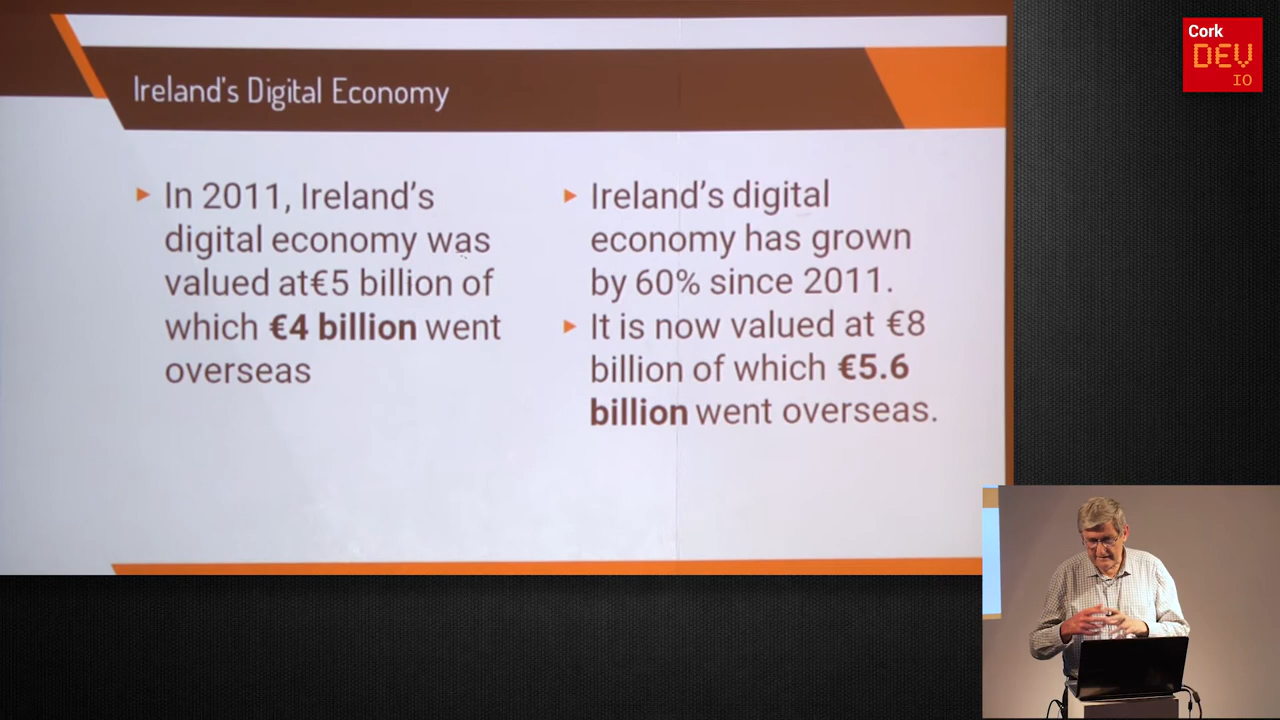 Ireland's Digital Economy
In 2011, Ireland's
digital economy was
valued at€5 billion of
which €4 billion went
overseas
Ireland's digital
economy has grown
by 60% since 2011.
It is now valued at €8
billion of which €5.6
billion went overseas.
Cork
DEV
IO